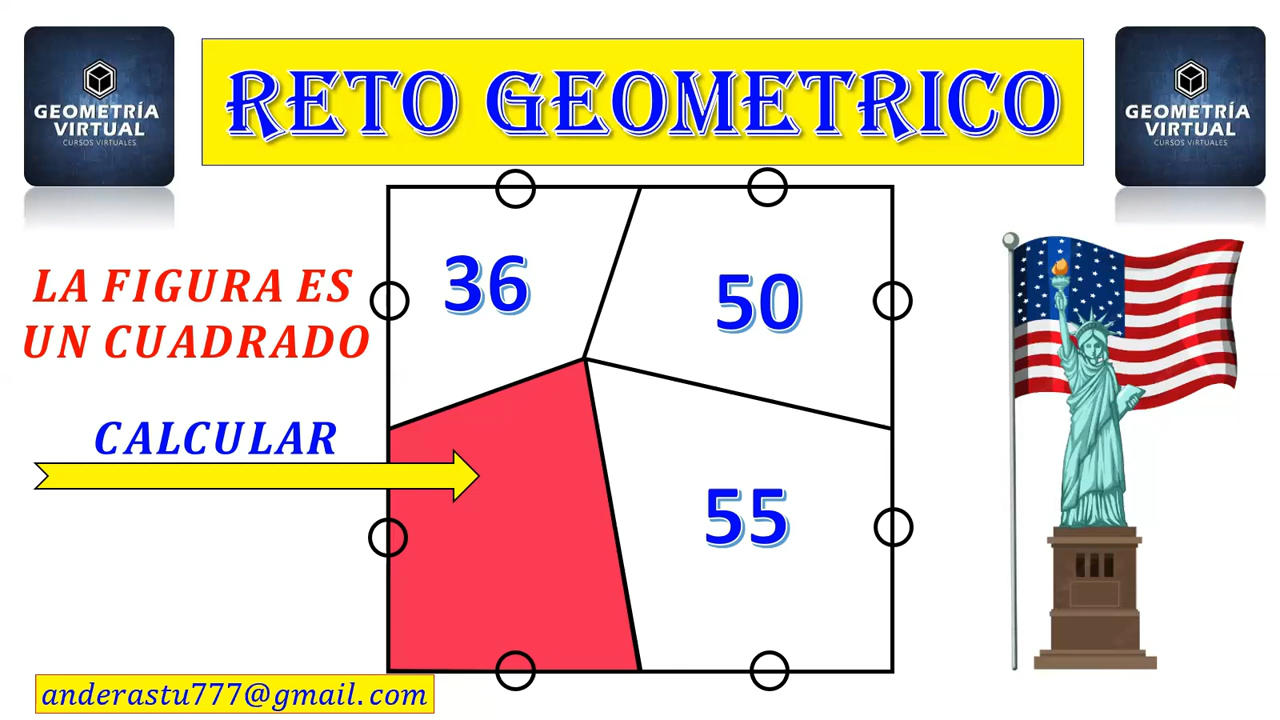 GEOMETRÍA
VIRTUAL
CURSOS VIRTUALES
RETO GEOMETRICO
GEOMETRÍA
VIRTUAL
CURSOS VIRTUALES
36
50
LA FIGURA ES
UN CUADRADO
CALCULAR
55
anderastu777@gmail.com